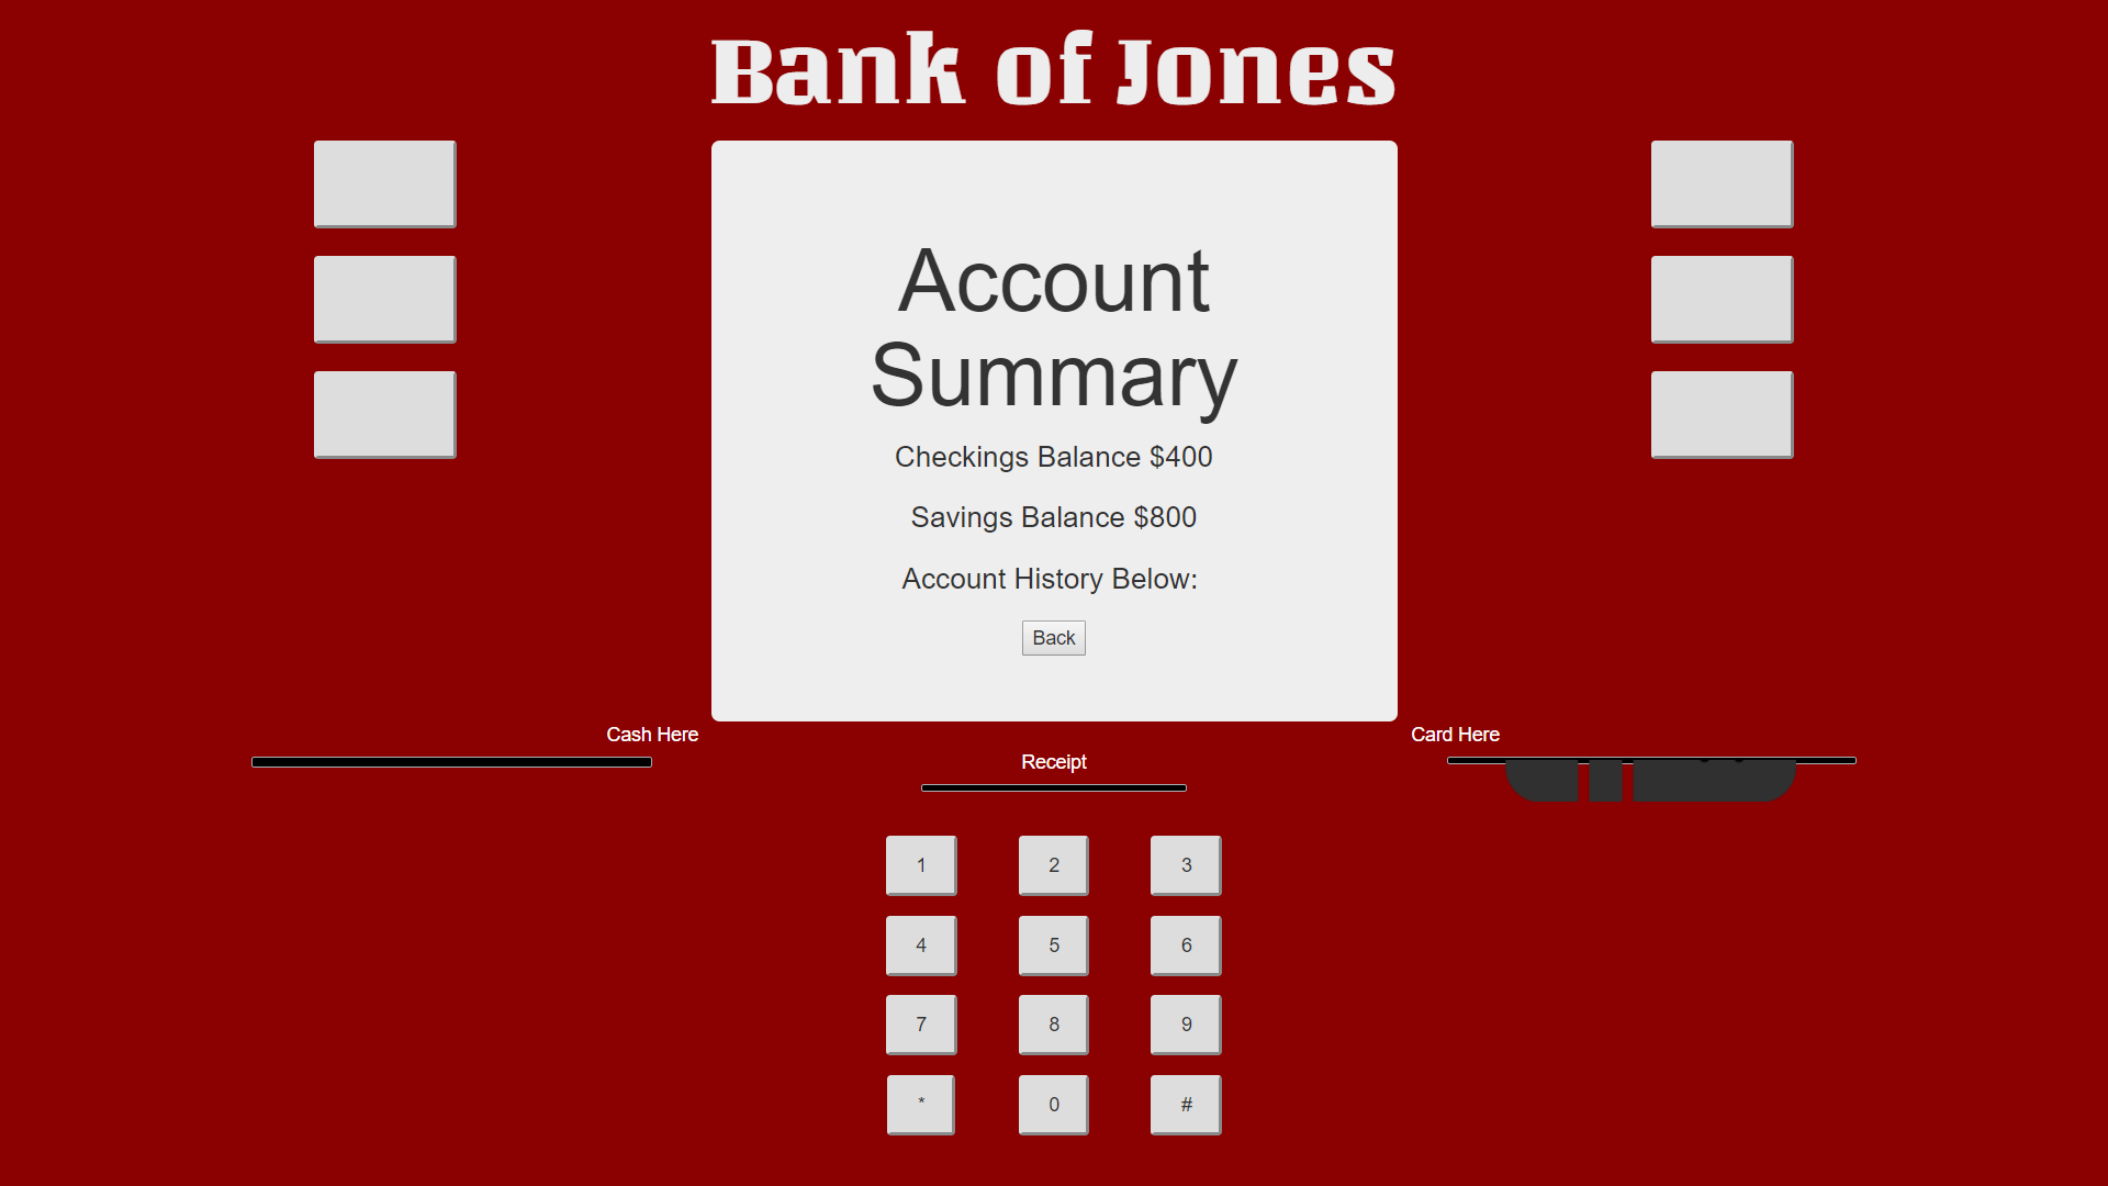 Bank of Jones
Account
Summary
Checkings Balance $400
Savings Balance $800
Account History Below:
Back
Cash Here
Card Here
Receipt
1 2 3
4 5 6
7 8 9
* 0 #